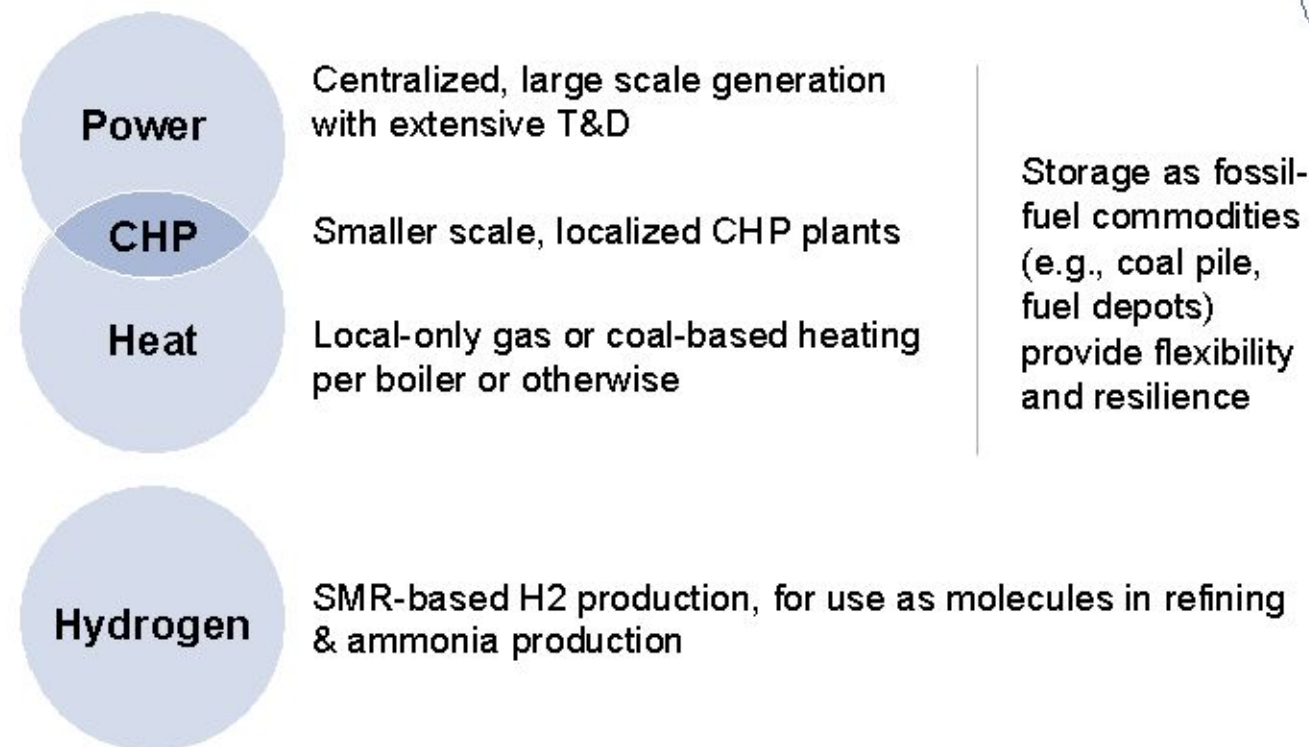 Power
Centralized, large scale generation
with extensive T&D
CHP
Smaller scale, localized CHP plants
Heat
Local-only gas or coal-based heating
per boiler or otherwise
Storage as fossil-
fuel commodities
(e.g., coal pile,
fuel depots)
provide flexibility
and resilience
Hydrogen
SMR-based H2 production, for use as molecules in refining
& ammonia production